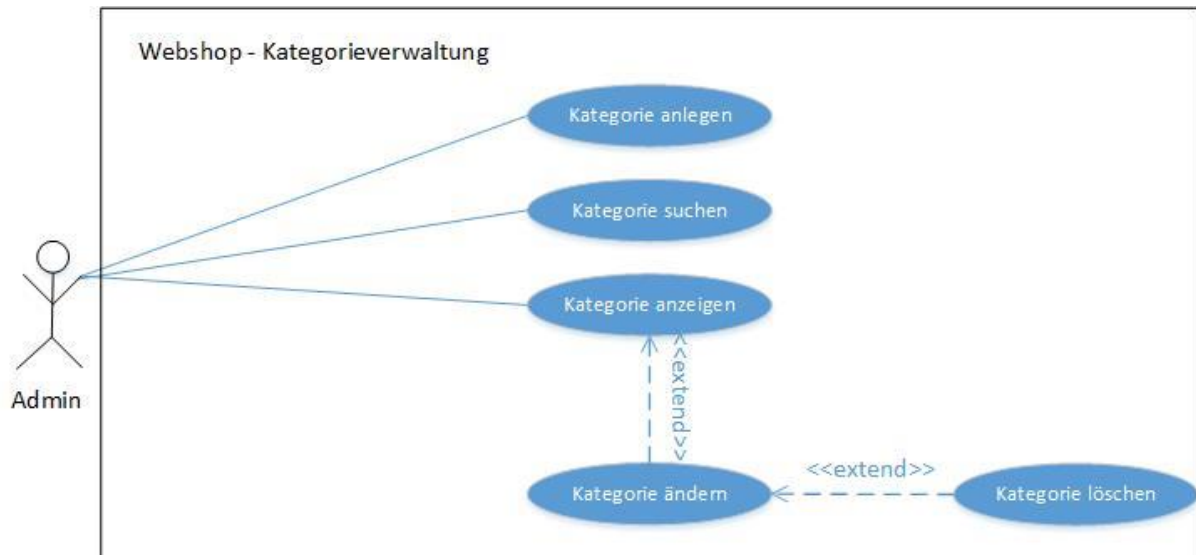 Webshop - Kategorieverwaltung
Kategorie anlegen
Kategorie suchen
Kategorie anzeigen
<<extend>>
Admin
<<extend>>
Kategorie ändern
Kategorie löschen